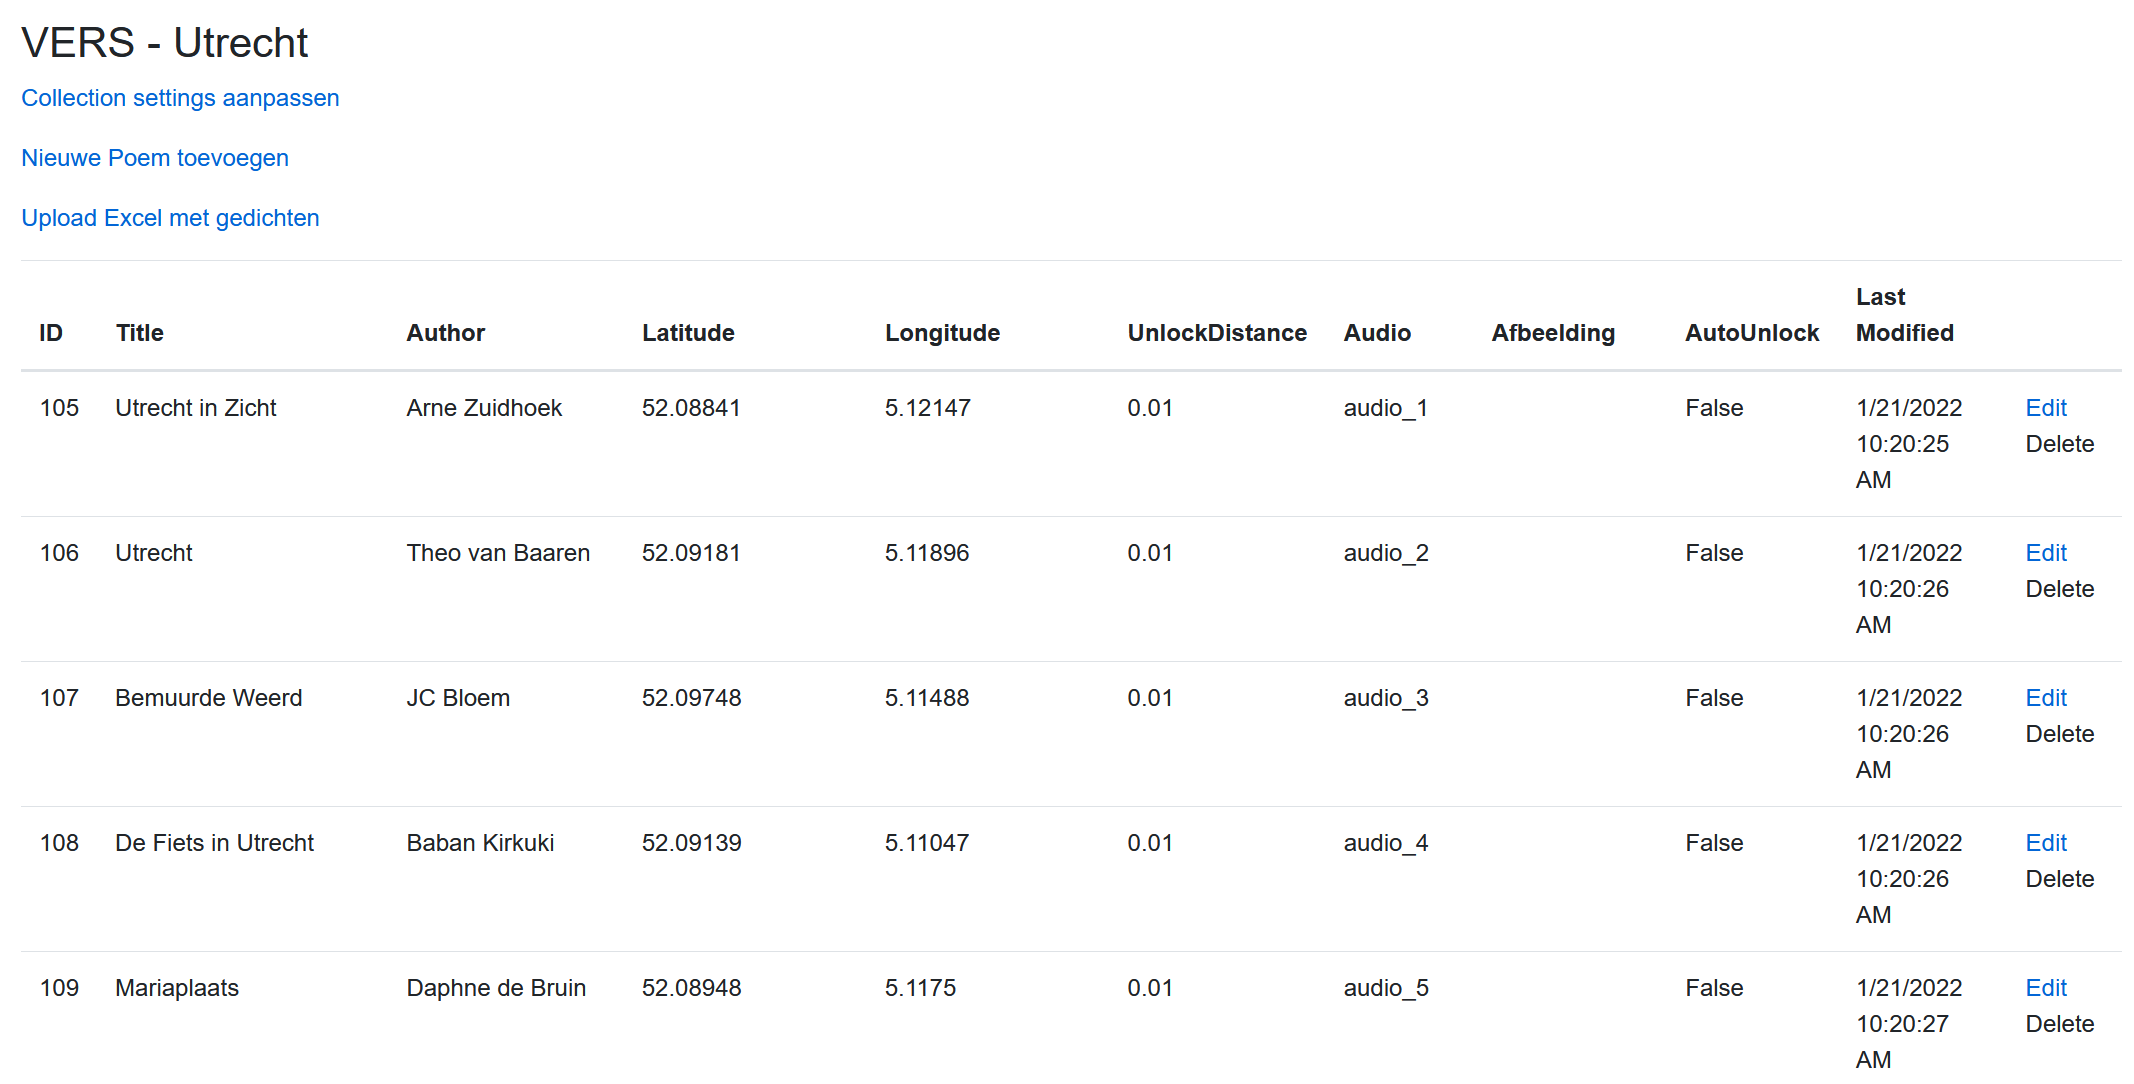 VERS - Utrecht
Collection settings aanpassen
Nieuwe Poem toevoegen
Upload Excel met gedichten
ID Title Author Latitude Longitude UnlockDistance Audio Afbeelding AutoUnlock Last Modified
105 Utrecht in Zicht Arne Zuidhoek 52.08841 5.12147 0.01 audio_1 False 1/21/2022 Edit
10:20:25 Delete
AM
106 Utrecht Theo van Baaren 52.09181 5.11896 0.01 audio_2 False 1/21/2022 Edit
10:20:26 Delete
AM
107 Bemuurde Weerd JC Bloem 52.09748 5.11488 0.01 audio_3 False 1/21/2022 Edit
10:20:26 Delete
AM
108 De Fiets in Utrecht Baban Kirkuki 52.09139 5.11047 0.01 audio_4 False 1/21/2022 Edit
10:20:26 Delete
AM
109 Mariaplaats Daphne de Bruin 52.08948 5.1175 0.01 audio_5 False 1/21/2022 Edit
10:20:27 Delete
AM